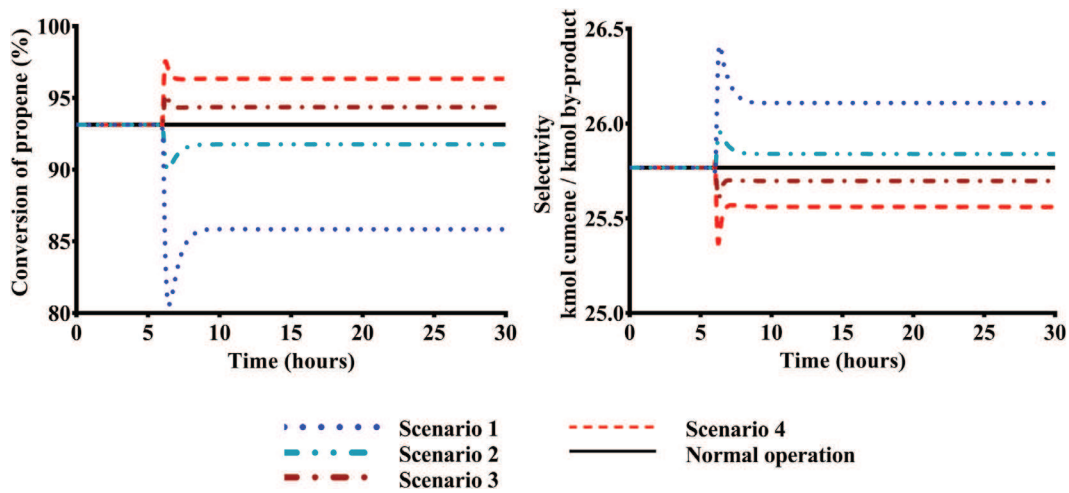 Conversion of propene (%)
100
95
90
85
80
0 5 10 15 20 25 30
Time (hours)
Selectivity
kmol cumene / kmol by-product
26.5
26.0
25.5
25.0
0 5 10 15 20 25 30
Time (hours)
Scenario 1
Scenario 2
Scenario 3
Scenario 4
Normal operation